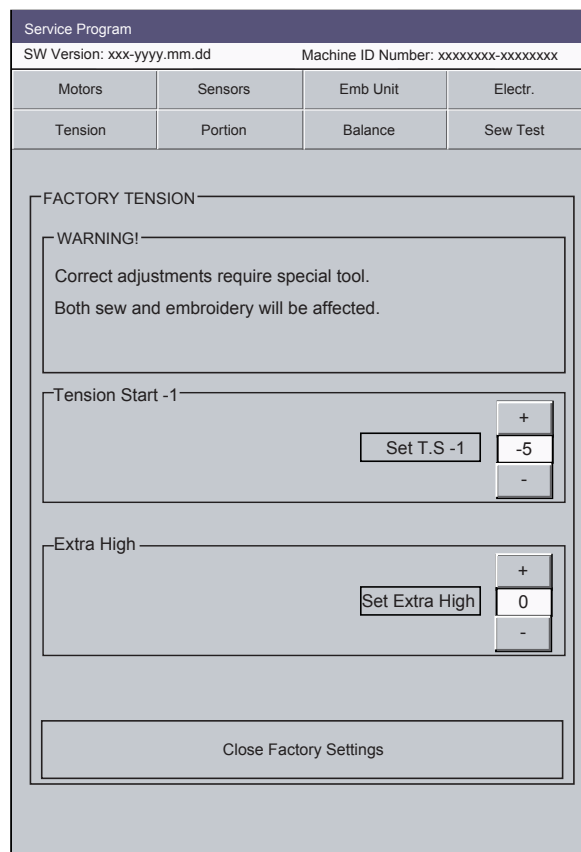 Service Program
SW Version: xxx-yyyy.mm.dd Machine ID Number: xxxxxxxx-xxxxxxxx
Motors Sensors Emb Unit Electr.
Tension Portion Balance Sew Test
FACTORY TENSION
WARNING!
Correct adjustments require special tool.
Both sew and embroidery will be affected.
Tension Start -1
+
Set T.S -1 -5
-
Extra High
+
Set Extra High 0
-
Close Factory Settings